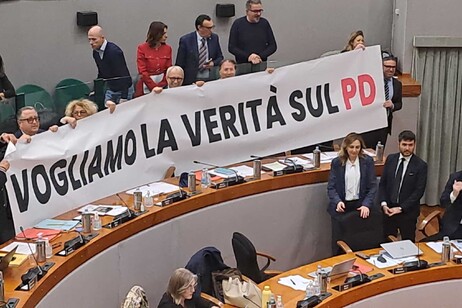 VOGLIAMO LA VERITÀ SUL PD